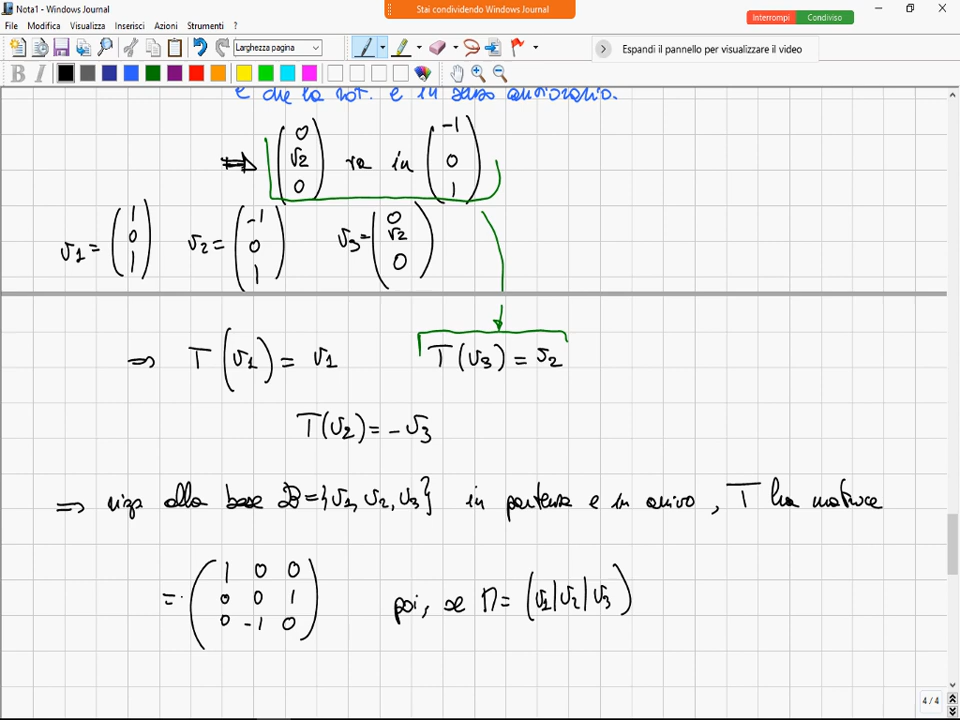 Nota1 - Windows Journal
Stai condividendo Windows Journal
Interrompi Condiviso
File Modifica Visualizza Inserisci Azioni Strumenti ?
Larghezza pagina
Espandi il pannello per visualizzare il video
B I
e che la rot. è in senso antiorario.
⟹ (0 √2 0) va in (-1 0 1)
v1 = (1 0 1) v2 = (-1 0 1) v3 = (0 √2 0)
⟹ T(v1) = v1 T(v3) = v2
T(v2) = -v3
⟹ alla base B = {v1, v2, v3} in partenza e in arrivo, T ha matrice
= (1 0 0
0 0 1
0 -1 0) poi, se M = (v1|v2|v3)
4 / 4